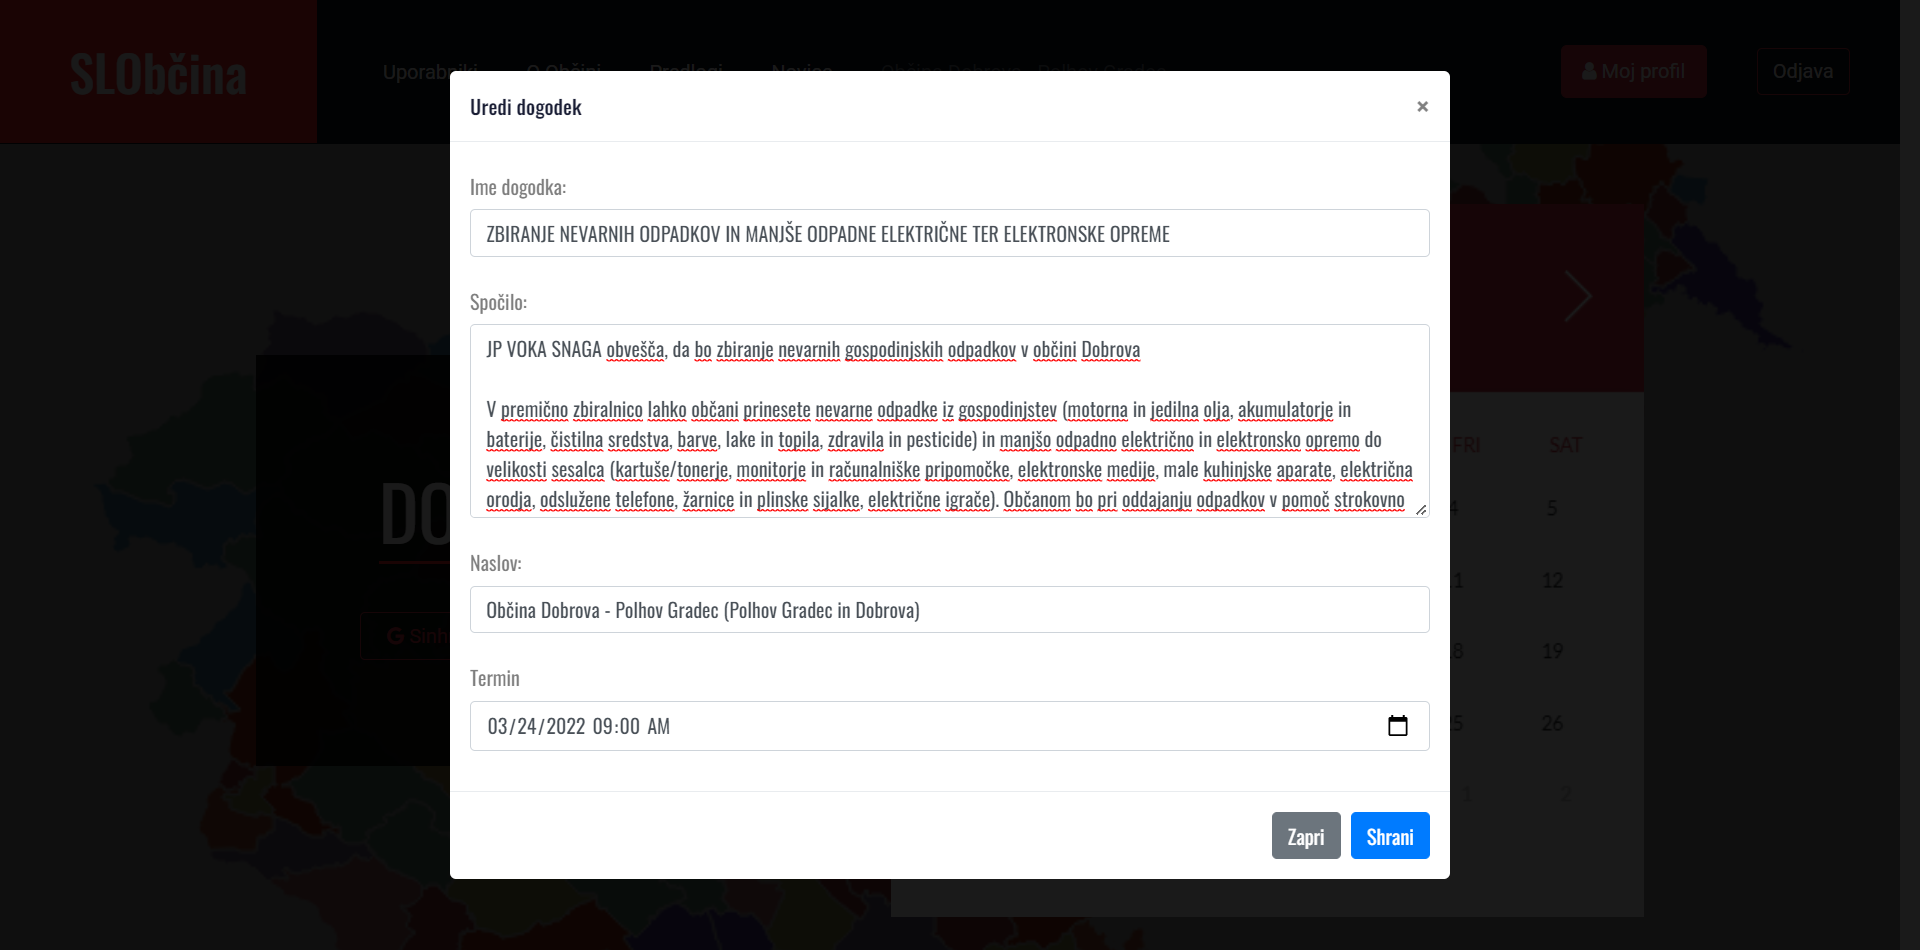 SLObčina
Uporabniki O Občini Predlogi Novice Občina Dobrova - Polhov Gradec
Moj profil
Odjava
Uredi dogodek
×
Ime dogodka:
ZBIRANJE NEVARNIH ODPADKOV IN MANJŠE ODPADNE ELEKTRIČNE TER ELEKTRONSKE OPREME
Spočilo:
JP VOKA SNAGA obvešča, da bo zbiranje nevarnih gospodinjskih odpadkov v občini Dobrova
V premično zbiralnico lahko občani prinesete nevarne odpadke iz gospodinjstev (motorna in jedilna olja, akumulatorje in
baterije, čistilna sredstva, barve, lake in topila, zdravila in pesticide) in manjšo odpadno električno in elektronsko opremo do
velikosti sesalca (kartuše/tonerje, monitorje in računalniške pripomočke, elektronske medije, male kuhinjske aparate, električna
orodja, odslužene telefone, žarnice in plinske sijalke, električne igrače). Občanom bo pri oddajanju odpadkov v pomoč strokovno
Naslov:
Občina Dobrova - Polhov Gradec (Polhov Gradec in Dobrova)
Termin
03/24/2022 09:00 AM
Zapri
Shrani
DO
Sinh
FRI SAT
4 5
1 12
8 19
25 26
1 2